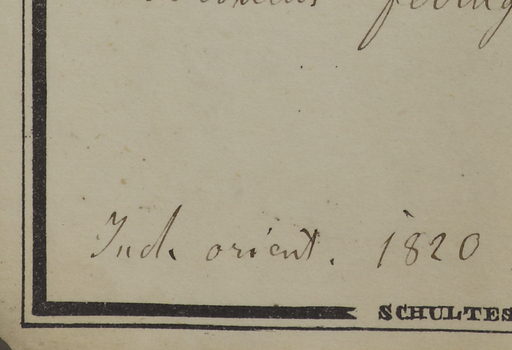 Ind. orient. 1820
SCHULTES